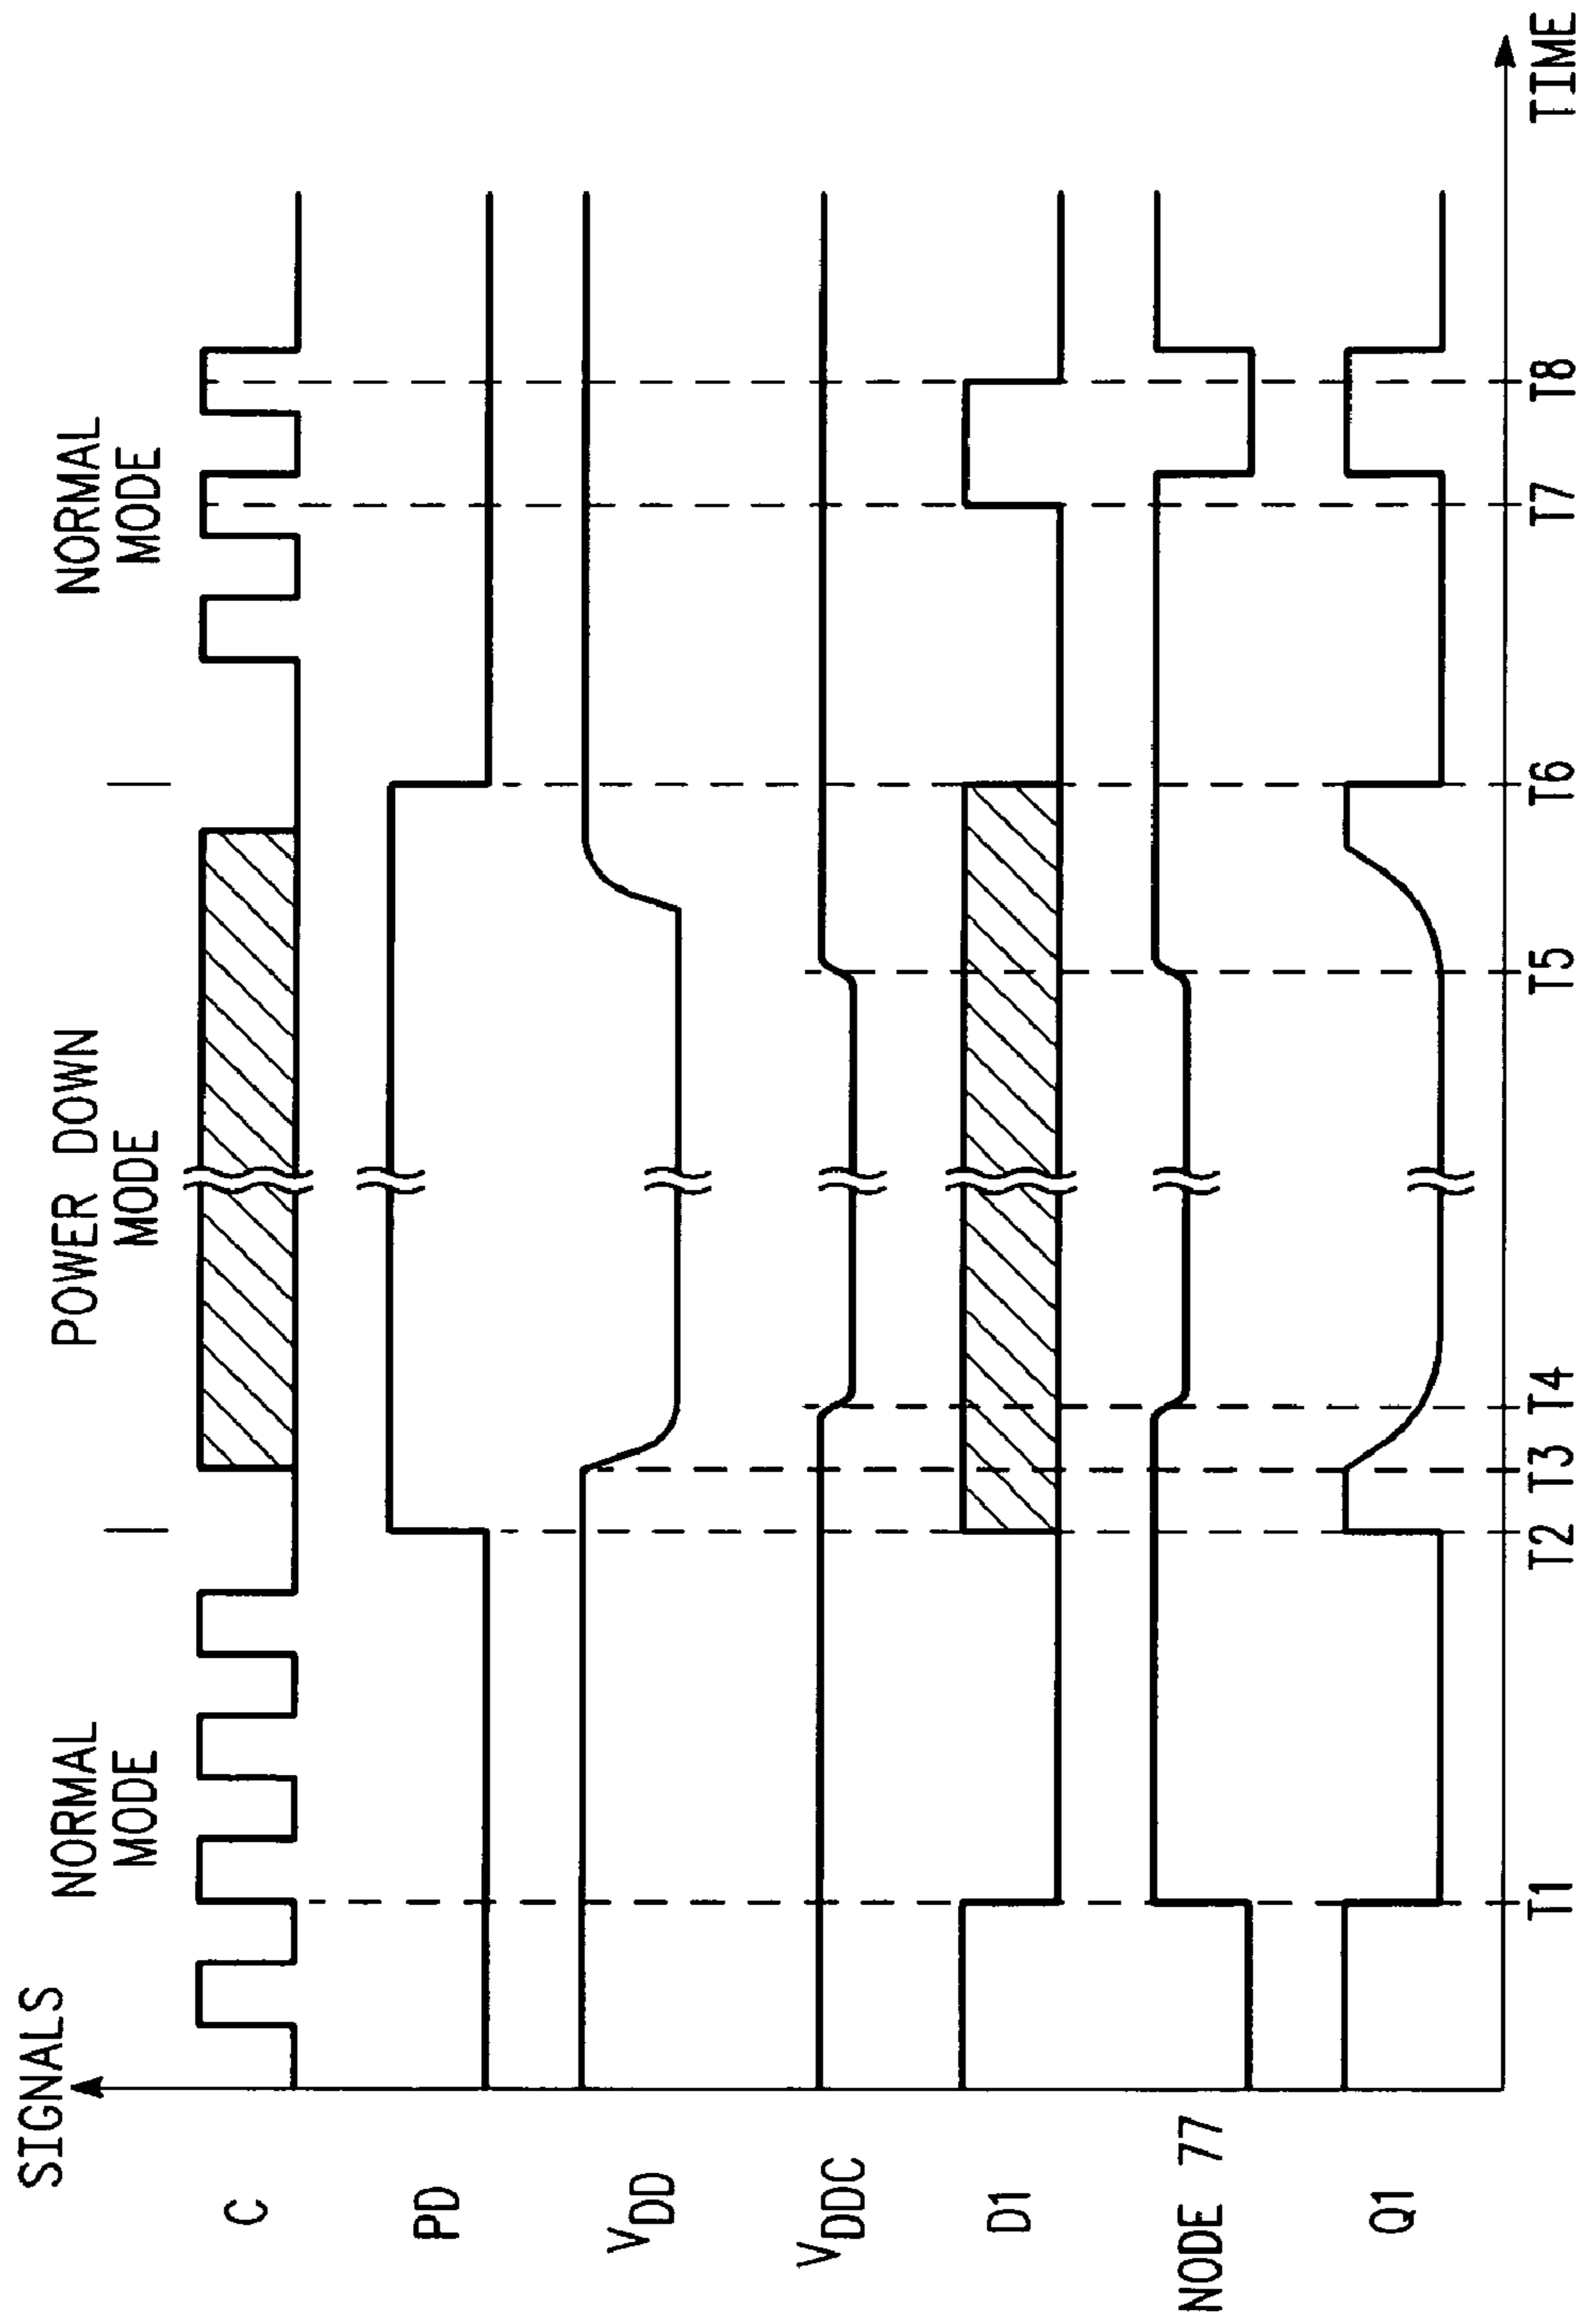 SIGNALS
NORMAL
MODE
POWER DOWN
MODE
NORMAL
MODE
C
PD
VDD
VDDC
D1
NODE 77
Q1
T1
T2
T3
T4
T5
T6
T7
T8
TIME